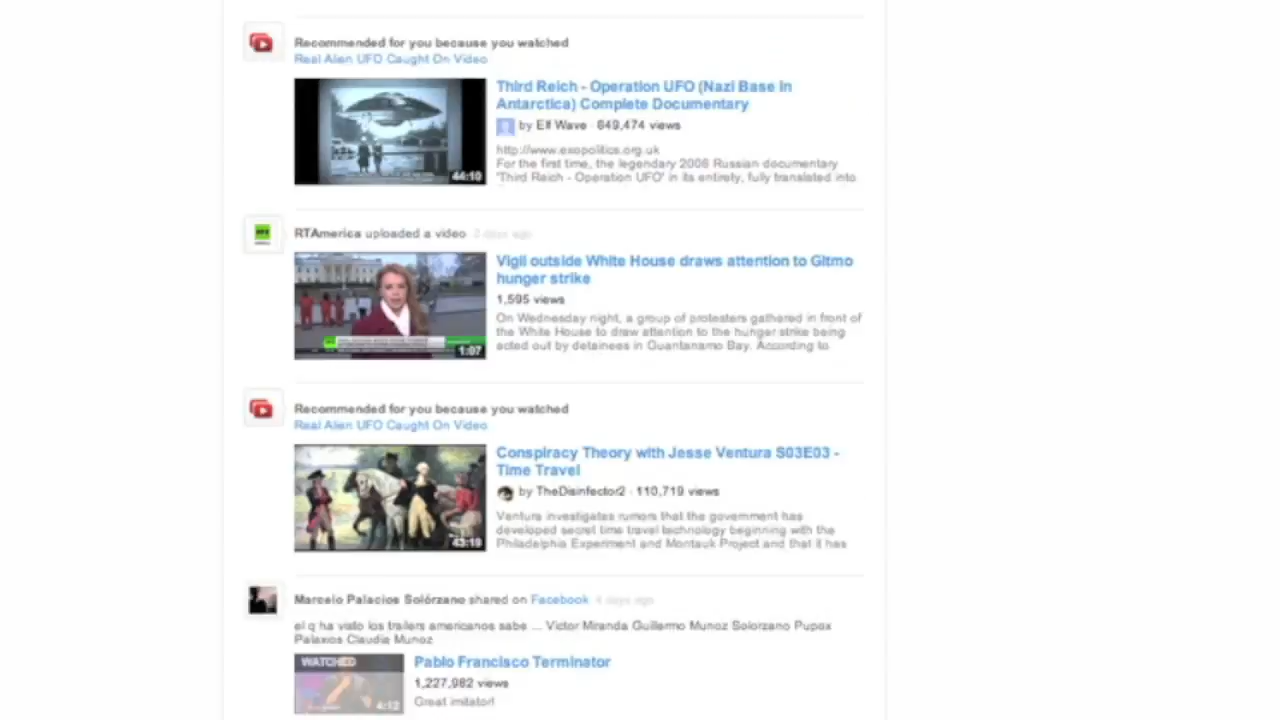 Recommended for you because you watched
Real Alien UFO Caught On Video
Third Reich - Operation UFO (Nazi Base in
Antarctica) Complete Documentary
by Elf Wave · 649,474 views
http://www.exopolitics.org.uk
For the first time, the legendary 2006 Russian documentary
'Third Reich - Operation UFO' in its entirety, fully translated into
44:10
RTAmerica uploaded a video 2 days ago
Vigil outside White House draws attention to Gitmo
hunger strike
1,595 views
On Wednesday night, a group of protesters gathered in front of
the White House to draw attention to the hunger strike being
acted out by detainees in Guantanamo Bay. According to
1:07
Recommended for you because you watched
Real Alien UFO Caught On Video
Conspiracy Theory with Jesse Ventura S03E03 -
Time Travel
by TheDisinfector2 · 110,719 views
Ventura investigates rumors that the government has
developed secret time travel technology beginning with the
Philadelphia Experiment and Montauk Project and that it has
43:19
Marcelo Palacios Solórzano shared on Facebook 4 days ago
el q ha visto los trailers americanos sabe ... Victor Miranda Guillermo Munoz Solorzano Pupox
Palaxios Claudia Munoz
WATCHED
Pablo Francisco Terminator
1,227,982 views
Great imitator!
4:12